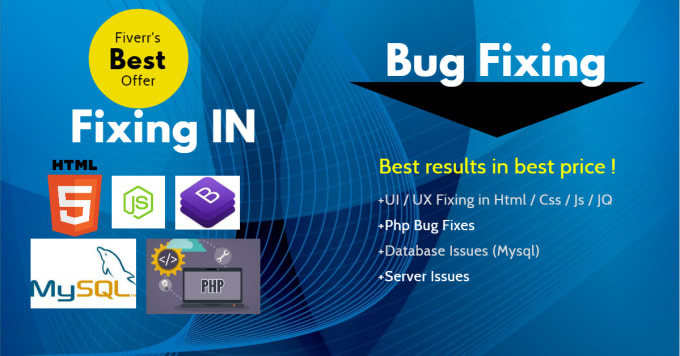 Fiverr's
Best
Offer
Fixing IN
HTML
5
JS
B
MySQL
</>
PHP
Bug Fixing
Best results in best price !
+UI / UX Fixing in Html / Css / Js / JQ
+Php Bug Fixes
+Database Issues (Mysql)
+Server Issues